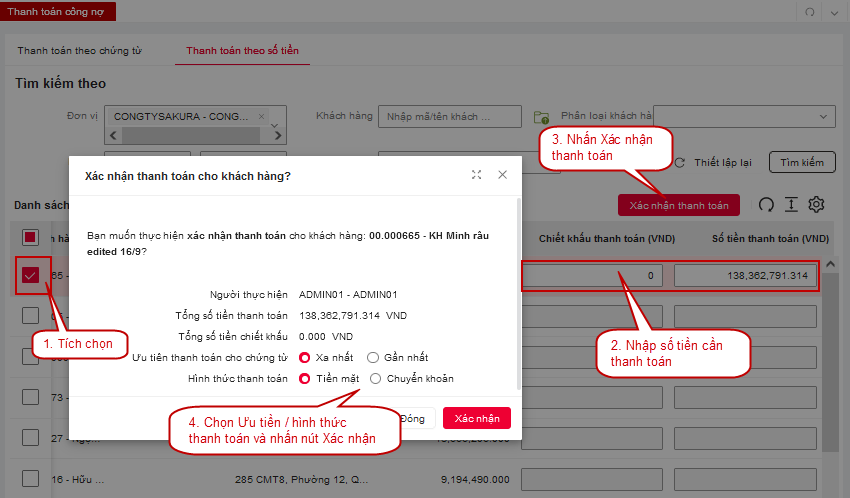 Thanh toán công nợ
Thanh toán theo chứng từ
Thanh toán theo số tiền
Tìm kiếm theo
Đơn vị
CONGTYSAKURA - CONG...
Khách hàng
Nhập mã/tên khách ...
Phân loại khách hà
3. Nhấn Xác nhận
thanh toán
Thiết lập lại
Tìm kiếm
Xác nhận thanh toán cho khách hàng?
Danh sách
Xác nhận thanh toán
Chiết khấu thanh toán (VND)
Số tiền thanh toán (VND)
Bạn muốn thực hiện xác nhận thanh toán cho khách hàng: 00.000665 - KH Minh râu
edited 16/9?
65 -
0
138,362,791.314
Người thực hiện
ADMIN01 - ADMIN01
Tổng số tiền thanh toán
138,362,791.314 VND
Tổng số tiền chiết khấu
0.000 VND
1. Tích chọn
2. Nhập số tiền cần
thanh toán
Ưu tiên thanh toán cho chứng từ
Xa nhất
Gần nhất
Hình thức thanh toán
Tiền mặt
Chuyển khoản
73 -
4. Chọn Ưu tiền / hình thức
thanh toán và nhấn nút Xác nhận
Đóng
Xác nhận
27 - Ngọ...
16 - Hữu ...
285 CMT8, Phường 12, Q...
9,194,490.000